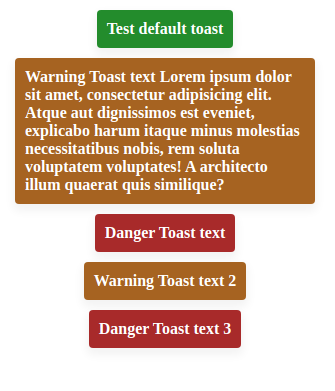 Test default toast
Warning Toast text Lorem ipsum dolor
sit amet, consectetur adipisicing elit.
Atque aut dignissimos est eveniet,
explicabo harum itaque minus molestias
necessitatibus nobis, rem soluta
voluptatem voluptates! A architecto
illum quaerat quis similique?
Danger Toast text
Warning Toast text 2
Danger Toast text 3